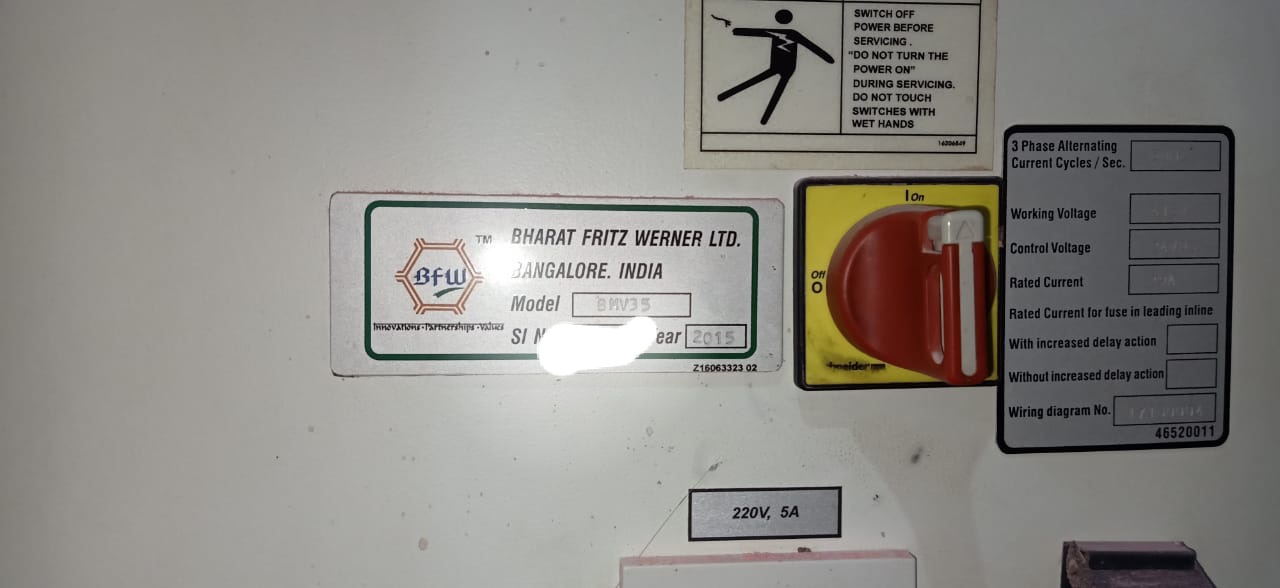 SWITCH OFF
POWER BEFORE
SERVICING .
"DO NOT TURN THE
POWER ON"
DURING SERVICING.
DO NOT TOUCH
SWITCHES WITH
WET HANDS
16206849
BFW
TM
Innovations·Partnerships·Values
BHARAT FRITZ WERNER LTD.
BANGALORE. INDIA
Model BMV35
SI 2015
Z16063323 02
I On
Off
O
3 Phase Alternating
Current Cycles / Sec.
Working Voltage
Control Voltage
Rated Current
Rated Current for fuse in leading inline
With increased delay action
Without increased delay action
Wiring diagram No.
46520011
220V, 5A